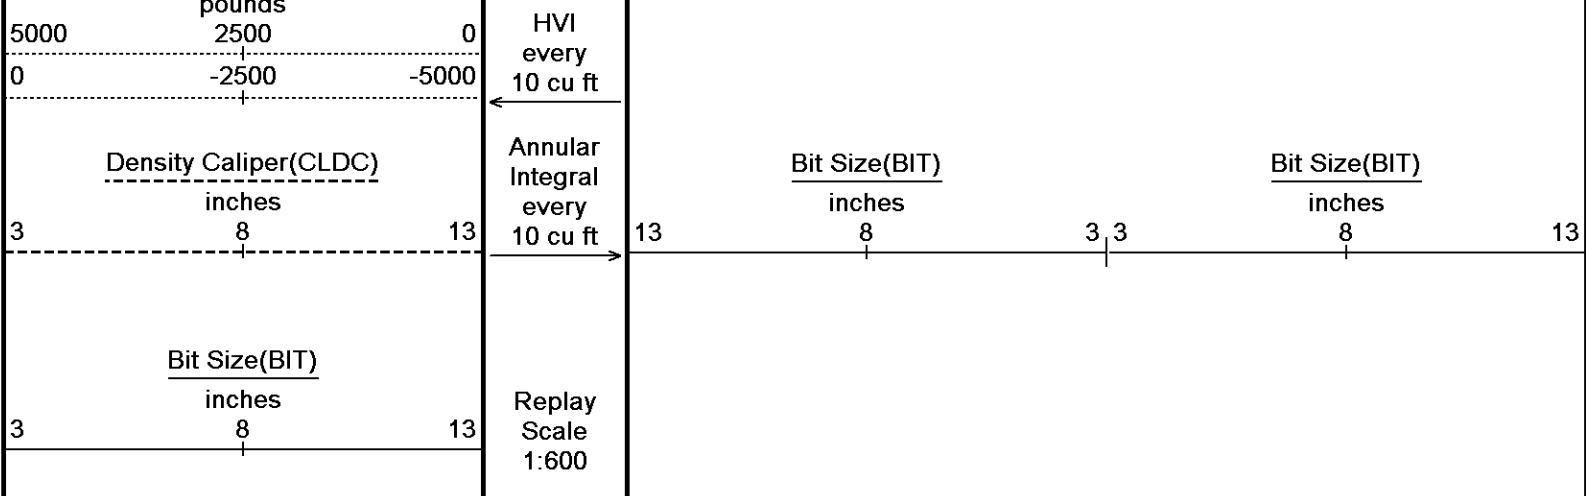 pounds
5000 2500 0
0 -2500 -5000
Density Caliper(CLDC)
inches
3 8 13
Bit Size(BIT)
inches
3 8 13
HVI
every
10 cu ft
Annular
Integral
every
10 cu ft
Replay
Scale
1:600
Bit Size(BIT)
inches
13 8 3
Bit Size(BIT)
inches
3 8 13